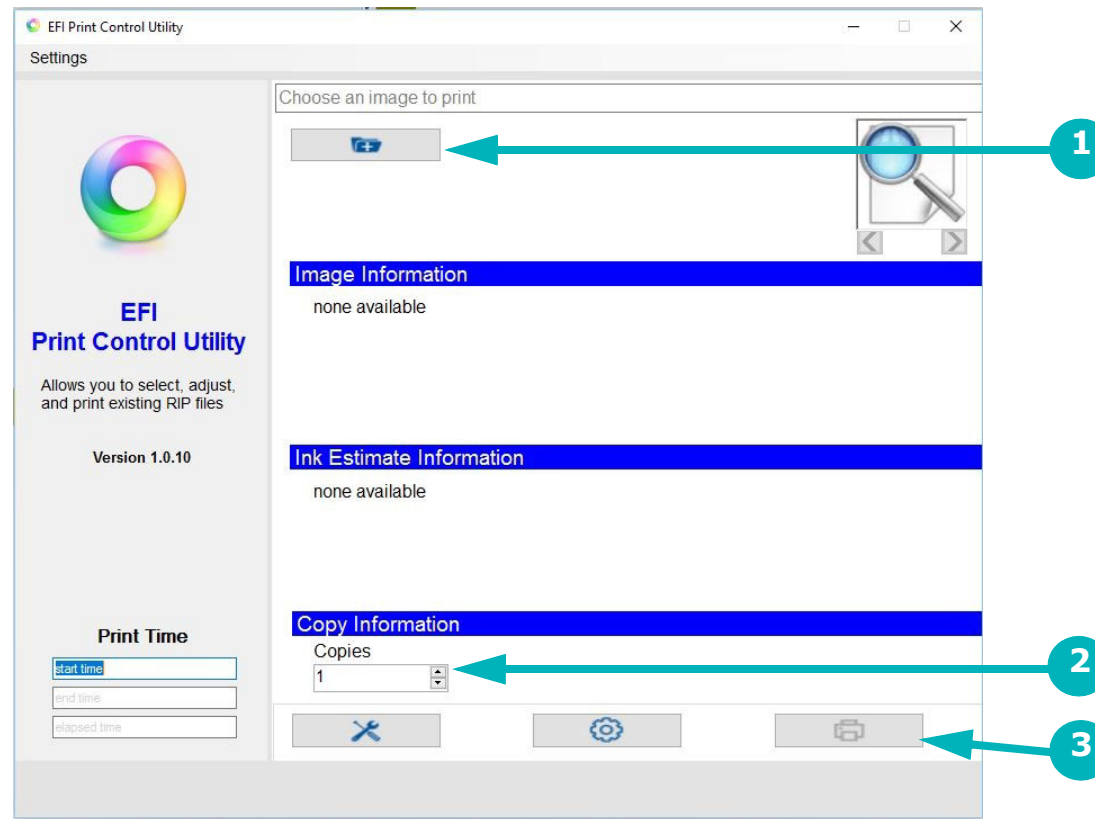 EFI Print Control Utility
Settings
Choose an image to print
1
Image Information
none available
EFI
Print Control Utility
Allows you to select, adjust,
and print existing RIP files
Version 1.0.10
Ink Estimate Information
none available
Print Time
start time
end time
elapsed time
Copy Information
Copies
1
2
3